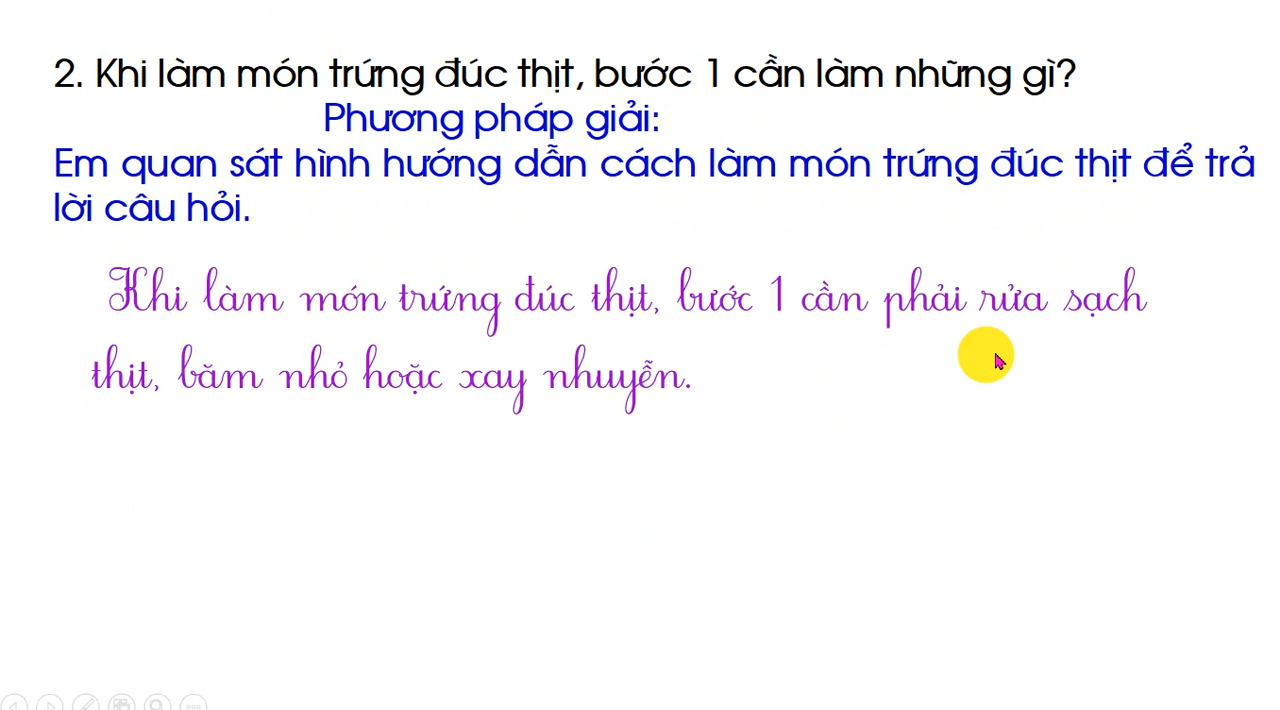 2. Khi làm món trứng đúc thịt, bước 1 cần làm những gì?
Phương pháp giải:
Em quan sát hình hướng dẫn cách làm món trứng đúc thịt để trả
lời câu hỏi.
Khi làm món trứng đúc thịt, bước 1 cần phải rửa sạch
thịt, băm nhỏ hoặc xay nhuyễn.